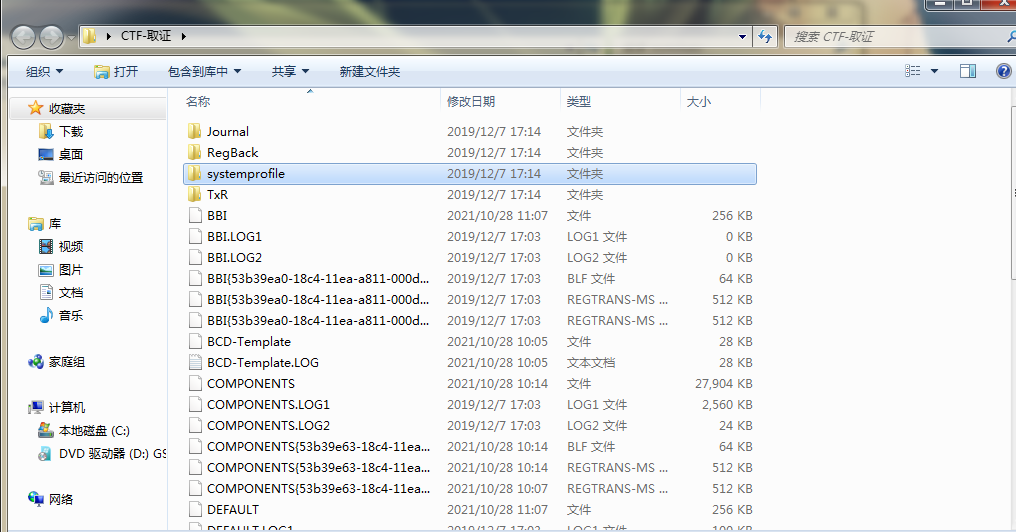 CTF-取证
搜索 CTF-取证
组织 打开 包含到库中 共享 新建文件夹
收藏夹
下载
桌面
最近访问的位置
库
视频
图片
文档
音乐
家庭组
计算机
本地磁盘 (C:)
DVD 驱动器 (D:) GS
网络
名称 修改日期 类型 大小
Journal 2019/12/7 17:14 文件夹
RegBack 2019/12/7 17:14 文件夹
systemprofile 2019/12/7 17:14 文件夹
TxR 2019/12/7 17:14 文件夹
BBI 2021/10/28 11:07 文件 256 KB
BBI.LOG1 2019/12/7 17:03 LOG1 文件 0 KB
BBI.LOG2 2019/12/7 17:03 LOG2 文件 0 KB
BBI{53b39ea0-18c4-11ea-a811-000d... 2019/12/7 17:03 BLF 文件 64 KB
BBI{53b39ea0-18c4-11ea-a811-000d... 2019/12/7 17:03 REGTRANS-MS ... 512 KB
BBI{53b39ea0-18c4-11ea-a811-000d... 2019/12/7 17:03 REGTRANS-MS ... 512 KB
BCD-Template 2021/10/28 10:05 文件 28 KB
BCD-Template.LOG 2021/10/28 10:05 文本文档 28 KB
COMPONENTS 2021/10/28 10:14 文件 27,904 KB
COMPONENTS.LOG1 2019/12/7 17:03 LOG1 文件 2,560 KB
COMPONENTS.LOG2 2019/12/7 17:03 LOG2 文件 24 KB
COMPONENTS{53b39e63-18c4-11ea... 2021/10/28 10:14 BLF 文件 64 KB
COMPONENTS{53b39e63-18c4-11ea... 2021/10/28 10:14 REGTRANS-MS ... 512 KB
COMPONENTS{53b39e63-18c4-11ea... 2021/10/28 10:07 REGTRANS-MS ... 512 KB
DEFAULT 2021/10/28 11:07 文件 256 KB
DEFAULT.LOG1 2019/12/7 17:03 LOG1 文件